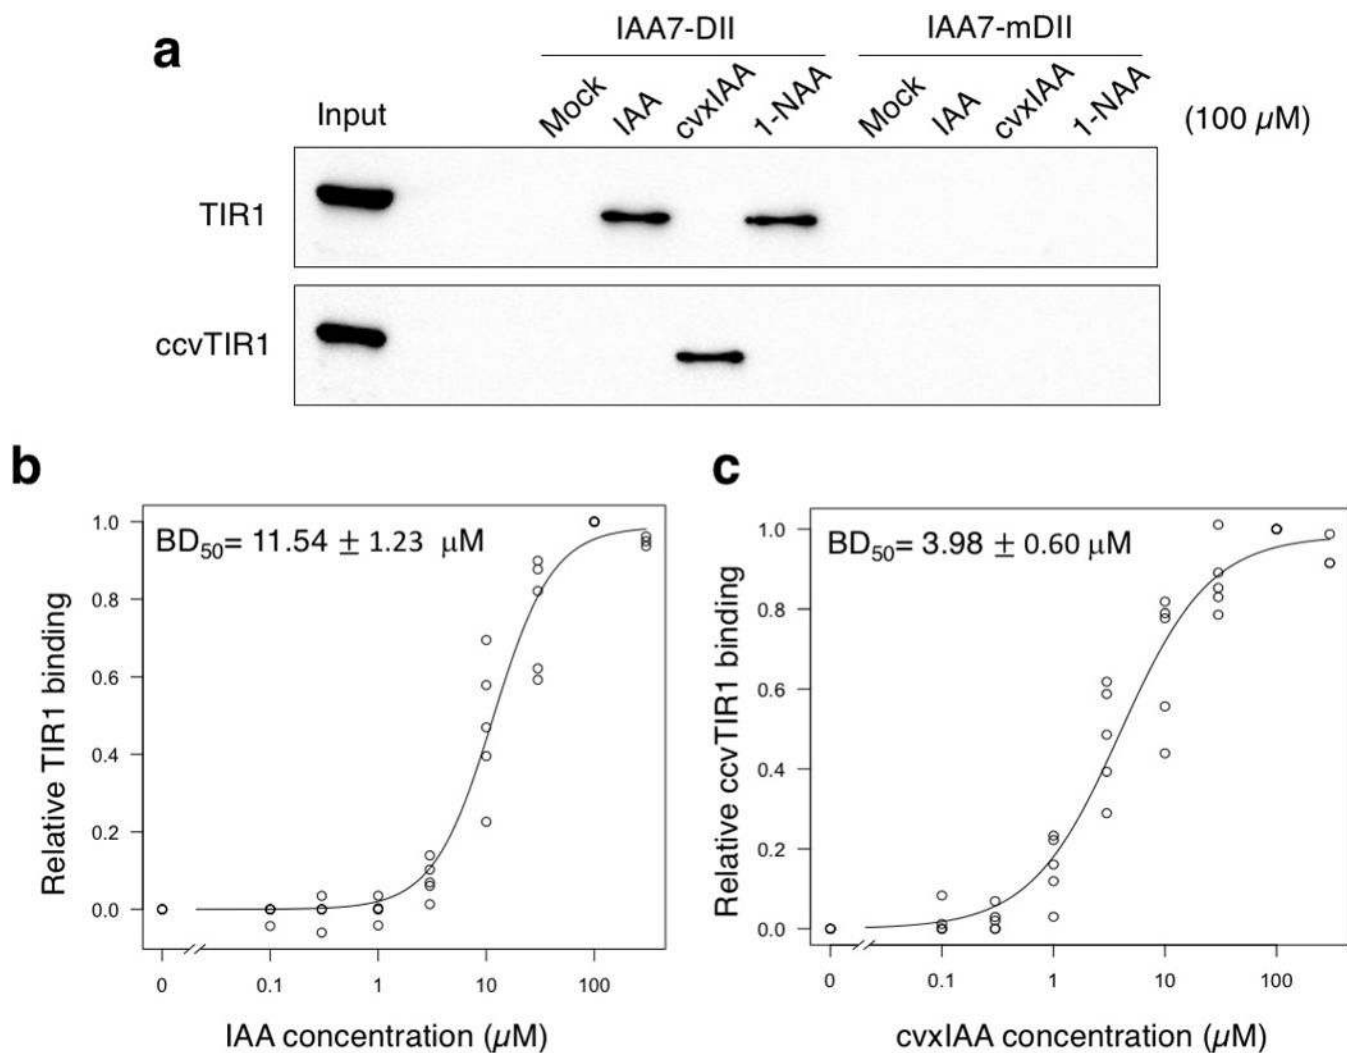 a
IAA7-DII IAA7-mDII
Input Mock IAA cvxIAA 1-NAA Mock IAA cvxIAA 1-NAA (100 µM)
TIR1
ccvTIR1
b
BD50= 11.54 ± 1.23 µM
Relative TIR1 binding
1.0
0.8
0.6
0.4
0.2
0.0
0 0.1 1 10 100
IAA concentration (µM)
c
BD50= 3.98 ± 0.60 µM
Relative ccvTIR1 binding
1.0
0.8
0.6
0.4
0.2
0.0
0 0.1 1 10 100
cvxIAA concentration (µM)